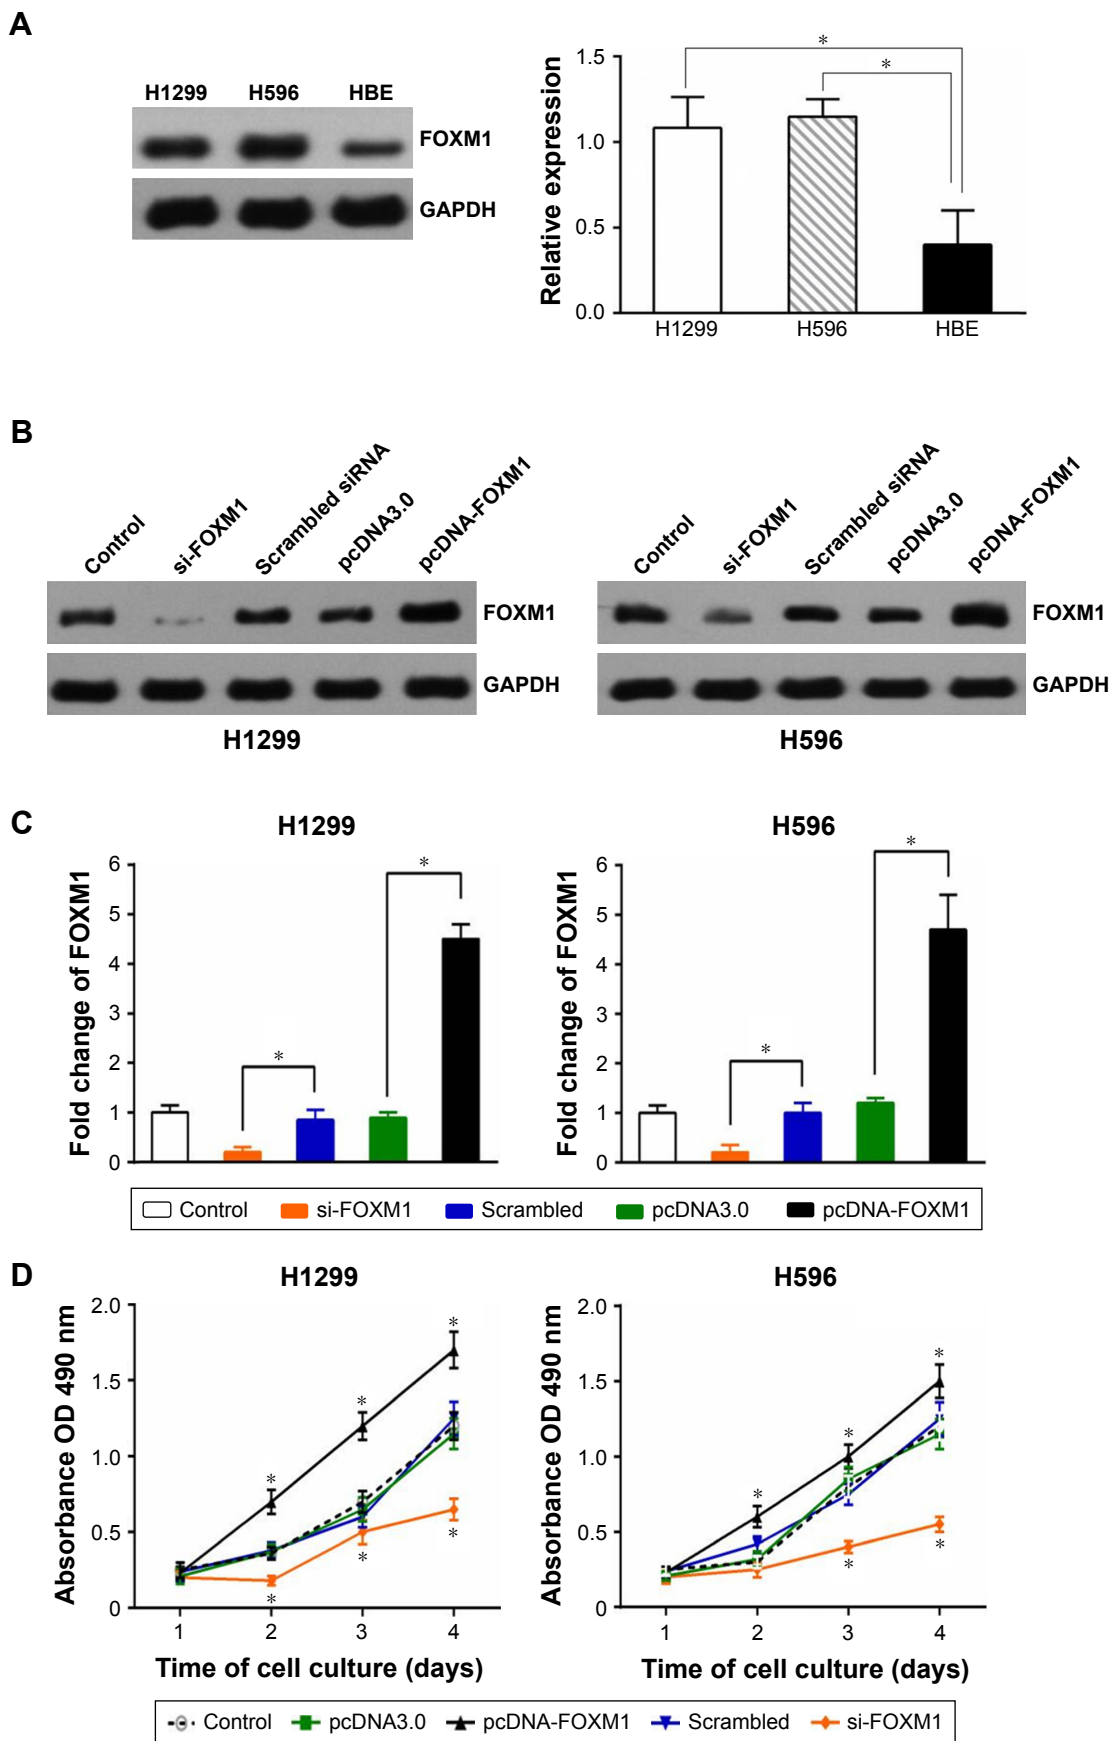 A
H1299 H596 HBE
FOXM1
GAPDH
Relative expression
1.5
1.0
0.5
0.0
* *
H1299 H596 HBE
B
Control si-FOXM1 Scrambled siRNA pcDNA3.0 pcDNA-FOXM1
FOXM1
GAPDH
H1299
Control si-FOXM1 Scrambled siRNA pcDNA3.0 pcDNA-FOXM1
FOXM1
GAPDH
H596
C
H1299
Fold change of FOXM1
6
5
4
3
2
1
0
* *
H596
Fold change of FOXM1
6
5
4
3
2
1
0
* *
Control si-FOXM1 Scrambled pcDNA3.0 pcDNA-FOXM1
D
H1299
Absorbance OD 490 nm
2.0
1.5
1.0
0.5
0
* * *
* * *
1 2 3 4
Time of cell culture (days)
H596
Absorbance OD 490 nm
2.0
1.5
1.0
0.5
0
* * *
* *
1 2 3 4
Time of cell culture (days)
Control pcDNA3.0 pcDNA-FOXM1 Scrambled si-FOXM1